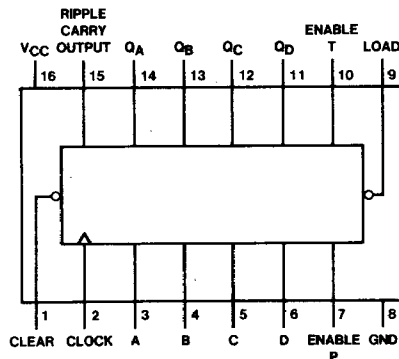 RIPPLE
CARRY
OUTPUT
ENABLE
T
VCC QA QB QC QD LOAD
16 15 14 13 12 11 10 9
1 2 3 4 5 6 7 8
CLEAR CLOCK A B C D ENABLE GND
P